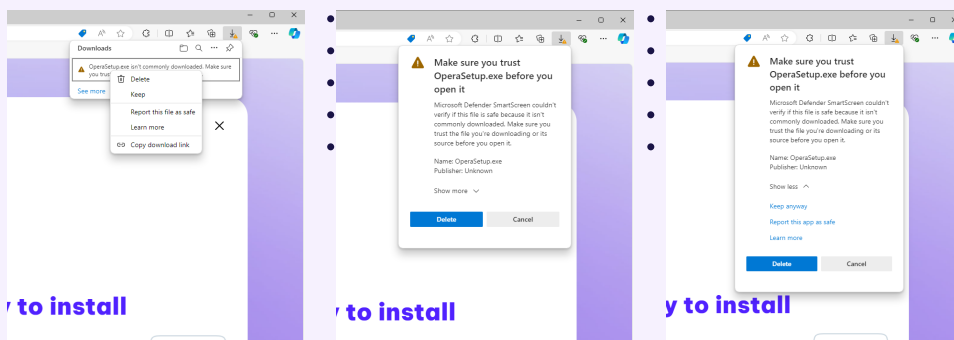 Downloads
OperaSetup.exe isn't commonly downloaded. Make sure
you trus
See more
Delete
Keep
Report this file as safe
Learn more
Copy download link
y to install
Make sure you trust
OperaSetup.exe before you
open it
Microsoft Defender SmartScreen couldn't
verify if this file is safe because it isn't
commonly downloaded. Make sure you
trust the file you're downloading or its
source before you open it.
Name: OperaSetup.exe
Publisher: Unknown
Show more
Delete
Cancel
y to install
Make sure you trust
OperaSetup.exe before you
open it
Microsoft Defender SmartScreen couldn't
verify if this file is safe because it isn't
commonly downloaded. Make sure you
trust the file you're downloading or its
source before you open it.
Name: OperaSetup.exe
Publisher: Unknown
Show less
Keep anyway
Report this app as safe
Learn more
Delete
Cancel
y to install